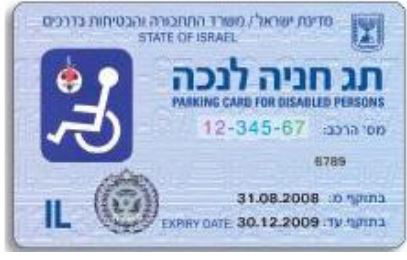 מדינת ישראל / משרד התחבורה והבטיחות בדרכים
STATE OF ISRAEL
תג חניה לנכה
PARKING CARD FOR DISABLED PERSONS
מס׳ הרכב: 12-345-67
6789
בתוקף מ: 31.08.2008
בתוקף עד: 30.12.2009 EXPIRY DATE
IL